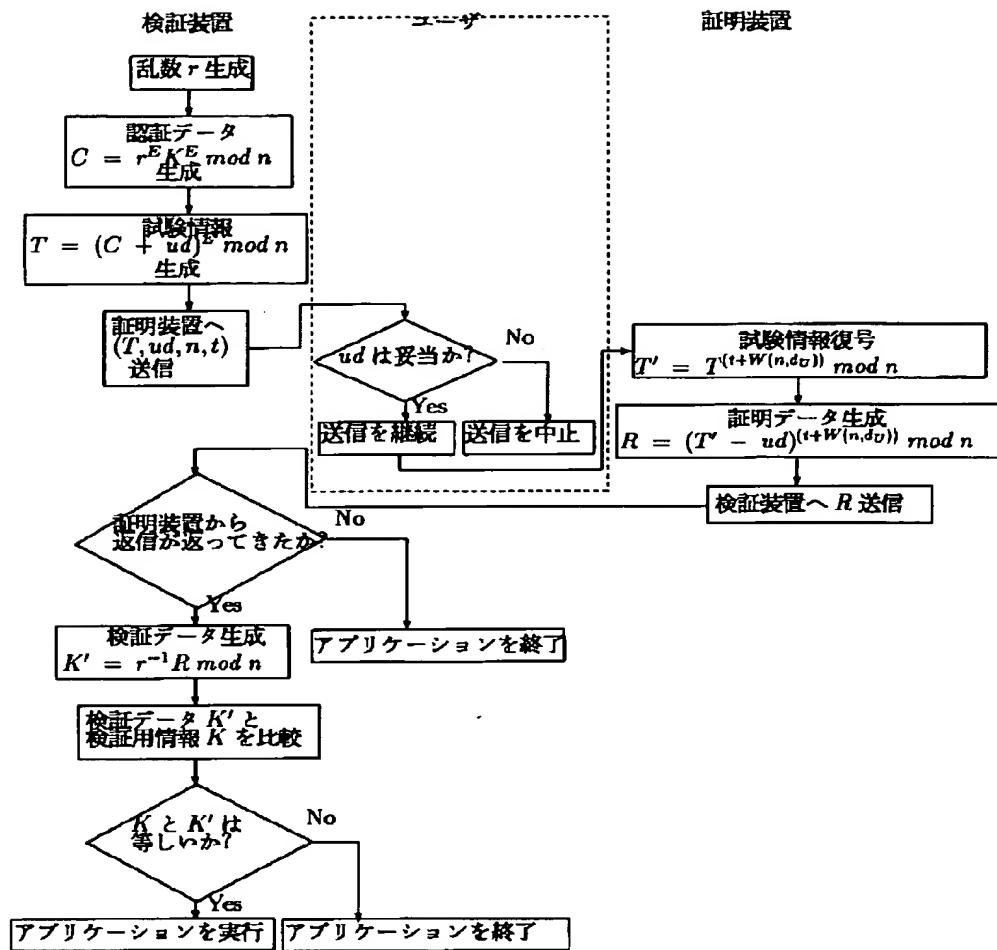 検証装置
ユーザ
証明装置
乱数 r 生成
認証データ
C = r^E K^E mod n
生成
試験情報
T = (C + ud)^E mod n
生成
証明装置へ
(T, ud, n, t)
送信
ud は妥当か?
No
Yes
送信を継続
送信を中止
試験情報復号
T' = T^(t+W(n,d_U)) mod n
証明データ生成
R = (T' − ud)^(t+W(n,d_U)) mod n
検証装置へ R 送信
証明装置から
返信が返ってきたか?
No
Yes
アプリケーションを終了
検証データ生成
K' = r^−1 R mod n
検証データ K' と
検証用情報 K を比較
K と K' は
等しいか?
No
Yes
アプリケーションを実行
アプリケーションを終了